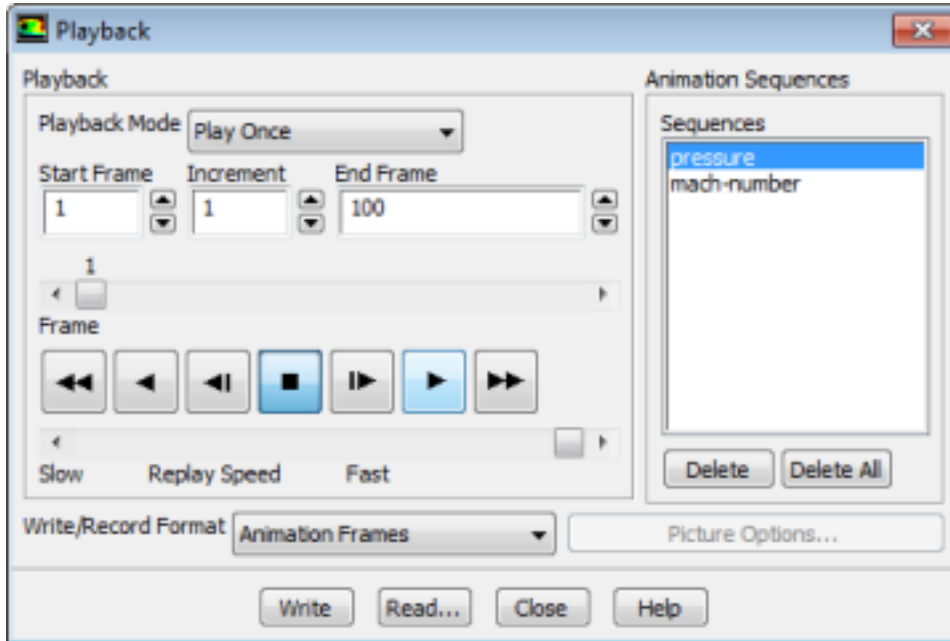 Playback
Playback
Playback Mode Play Once
Start Frame Increment End Frame
1 1 100
1
Frame
Slow Replay Speed Fast
Write/Record Format Animation Frames
Animation Sequences
Sequences
pressure
mach-number
Delete Delete All
Picture Options...
Write Read... Close Help